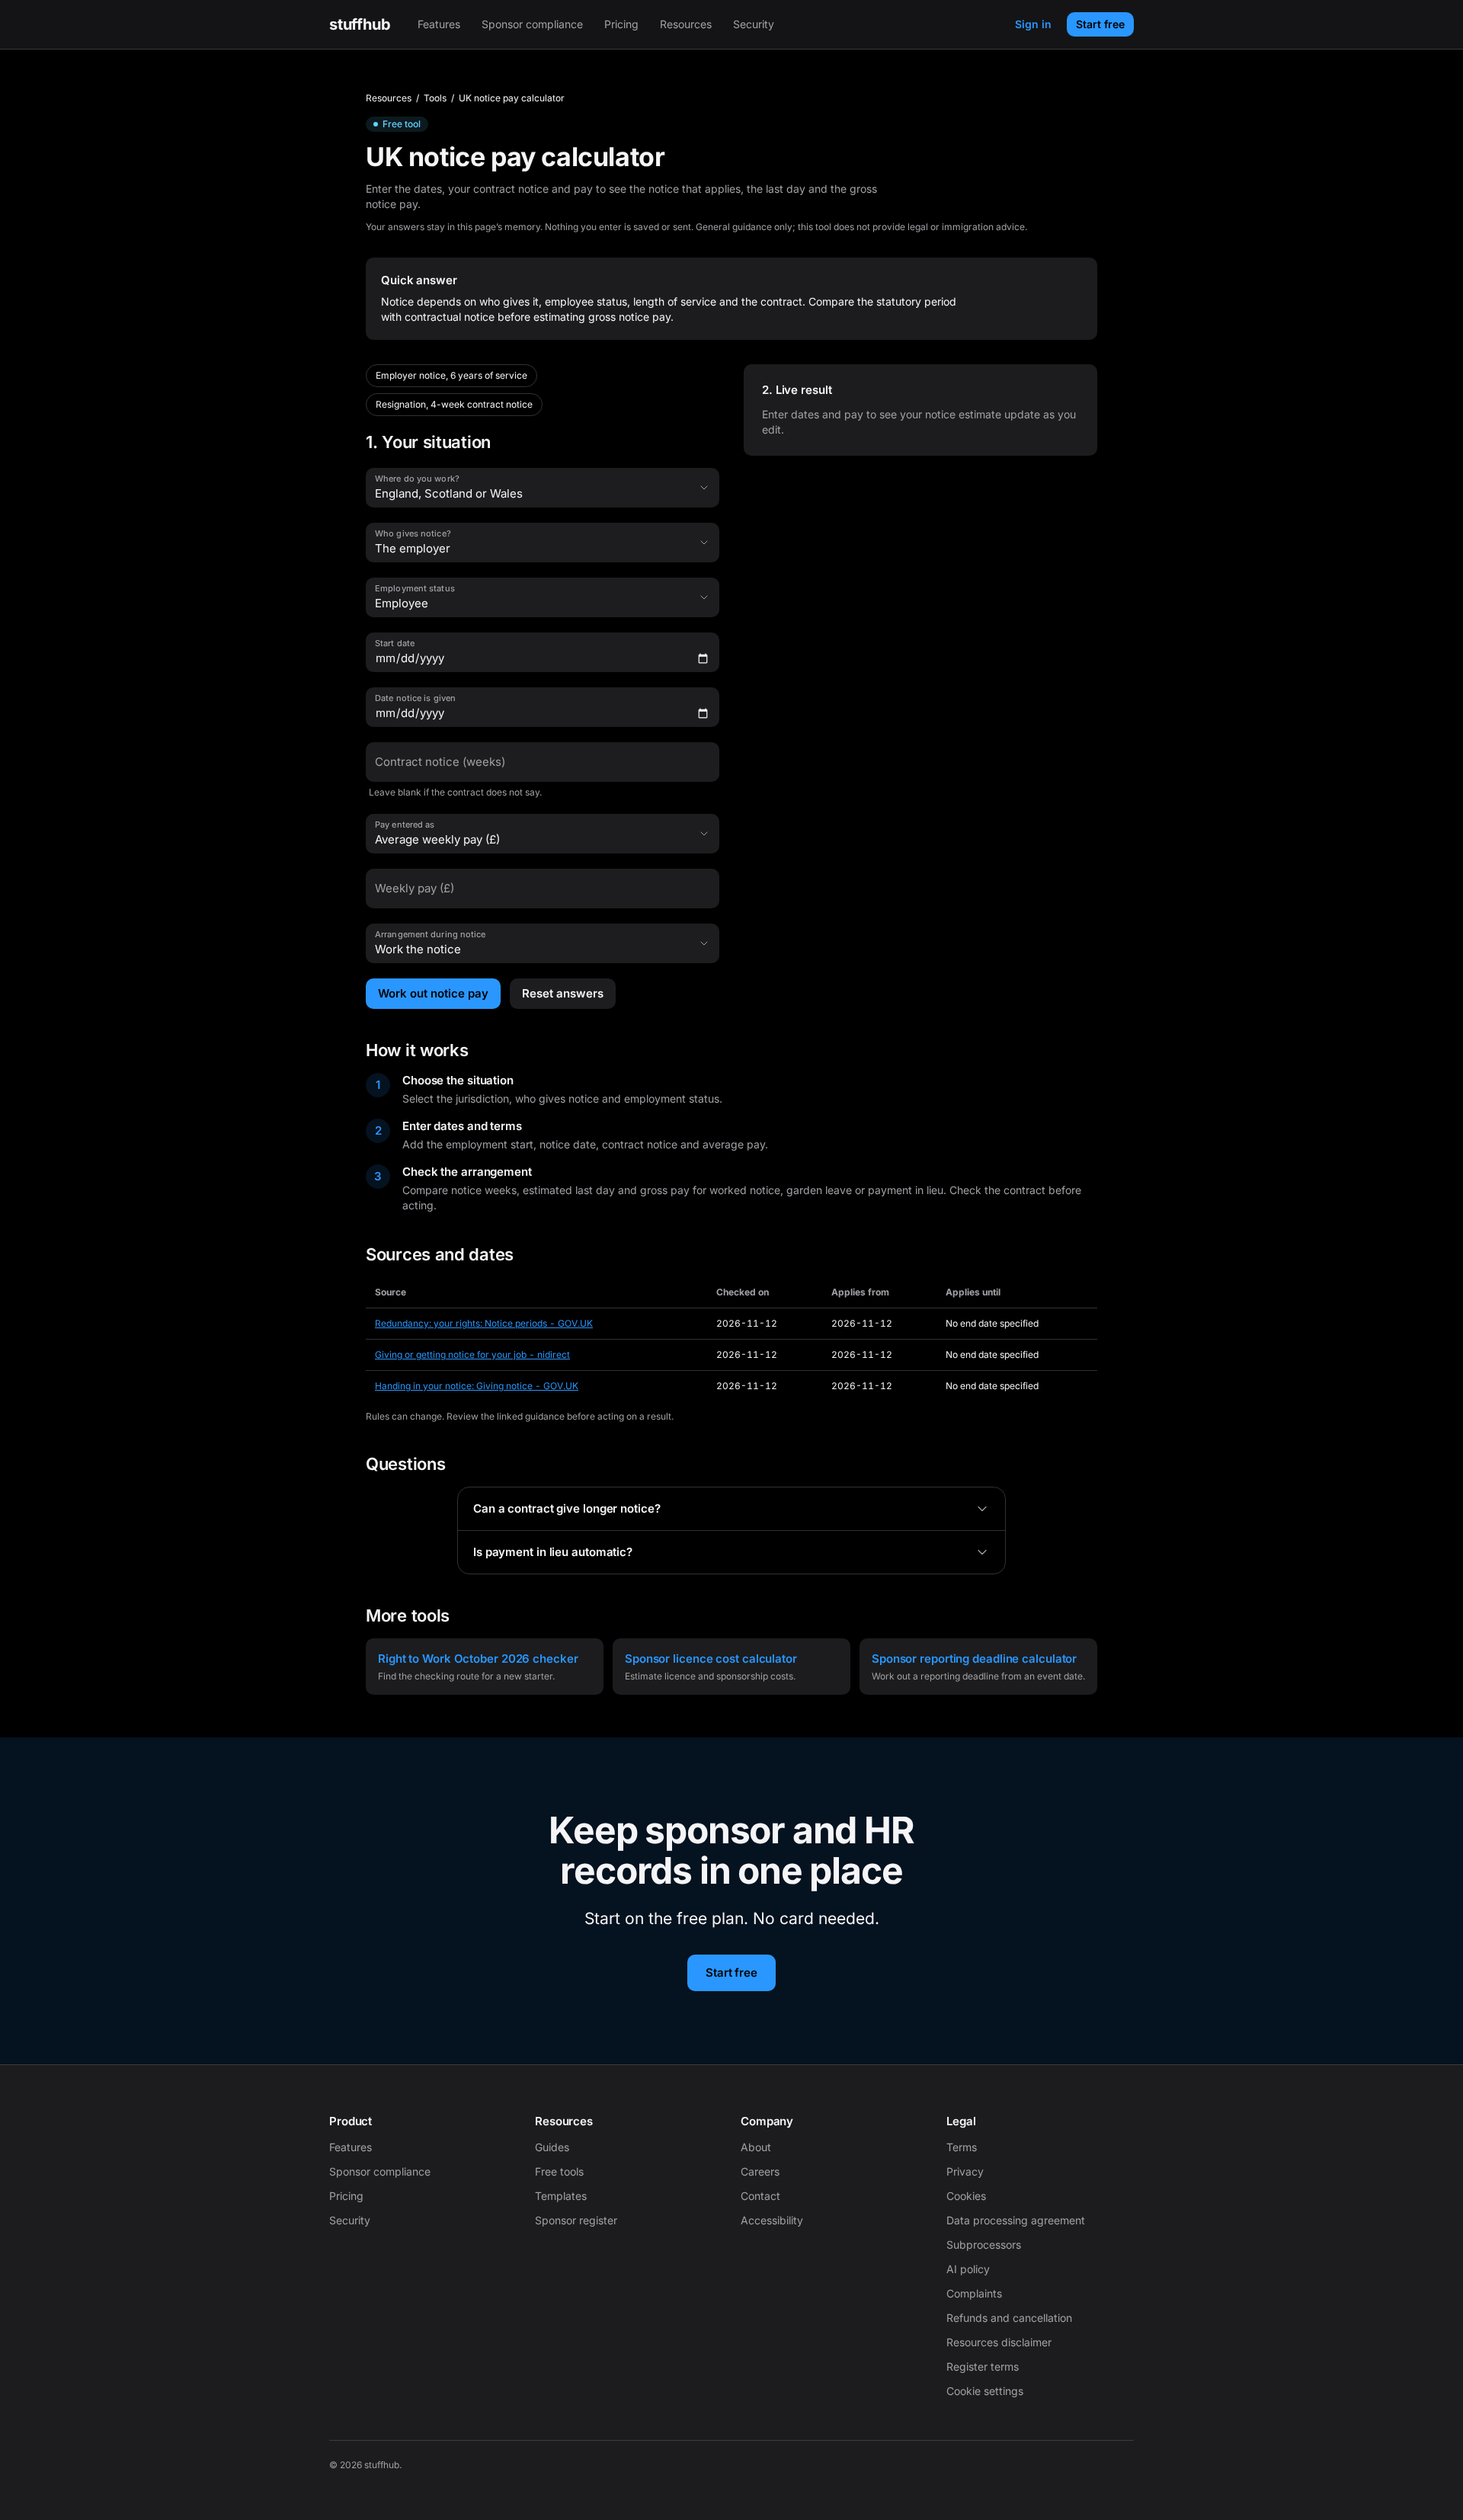 stuffhub Features Sponsor compliance Pricing Resources Security Sign in Start free
Resources / Tools / UK notice pay calculator
Free tool
UK notice pay calculator
Enter the dates, your contract notice and pay to see the notice that applies, the last day and the gross
notice pay.
Your answers stay in this page’s memory. Nothing you enter is saved or sent. General guidance only; this tool does not provide legal or immigration advice.
Quick answer
Notice depends on who gives it, employee status, length of service and the contract. Compare the statutory period
with contractual notice before estimating gross notice pay.
Employer notice, 6 years of service
Resignation, 4-week contract notice
1. Your situation
Where do you work?
England, Scotland or Wales
Who gives notice?
The employer
Employment status
Employee
Start date
mm/dd/yyyy
Date notice is given
mm/dd/yyyy
Contract notice (weeks)
Leave blank if the contract does not say.
Pay entered as
Average weekly pay (£)
Weekly pay (£)
Arrangement during notice
Work the notice
Work out notice pay Reset answers
2. Live result
Enter dates and pay to see your notice estimate update as you
edit.
How it works
1 Choose the situation
Select the jurisdiction, who gives notice and employment status.
2 Enter dates and terms
Add the employment start, notice date, contract notice and average pay.
3 Check the arrangement
Compare notice weeks, estimated last day and gross pay for worked notice, garden leave or payment in lieu. Check the contract before
acting.
Sources and dates
Source Checked on Applies from Applies until
Redundancy: your rights: Notice periods - GOV.UK 2026-11-12 2026-11-12 No end date specified
Giving or getting notice for your job - nidirect 2026-11-12 2026-11-12 No end date specified
Handing in your notice: Giving notice - GOV.UK 2026-11-12 2026-11-12 No end date specified
Rules can change. Review the linked guidance before acting on a result.
Questions
Can a contract give longer notice?
Is payment in lieu automatic?
More tools
Right to Work October 2026 checker
Find the checking route for a new starter.
Sponsor licence cost calculator
Estimate licence and sponsorship costs.
Sponsor reporting deadline calculator
Work out a reporting deadline from an event date.
Keep sponsor and HR
records in one place
Start on the free plan. No card needed.
Start free
Product
Features
Sponsor compliance
Pricing
Security
Resources
Guides
Free tools
Templates
Sponsor register
Company
About
Careers
Contact
Accessibility
Legal
Terms
Privacy
Cookies
Data processing agreement
Subprocessors
AI policy
Complaints
Refunds and cancellation
Resources disclaimer
Register terms
Cookie settings
© 2026 stuffhub.